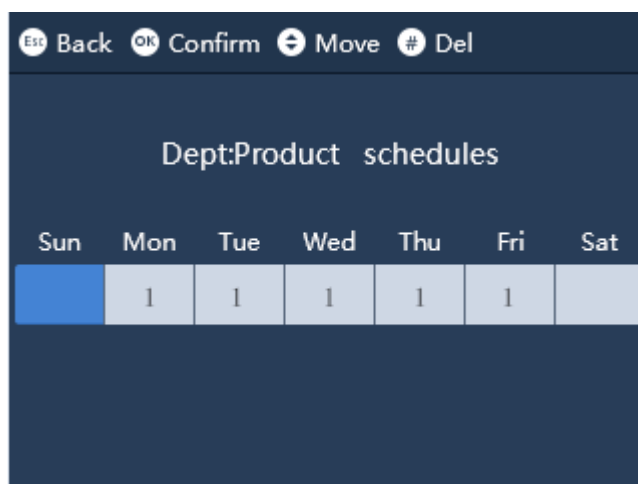 Esc Back OK Confirm Move # Del
Dept:Product schedules
Sun Mon Tue Wed Thu Fri Sat
1 1 1 1 1